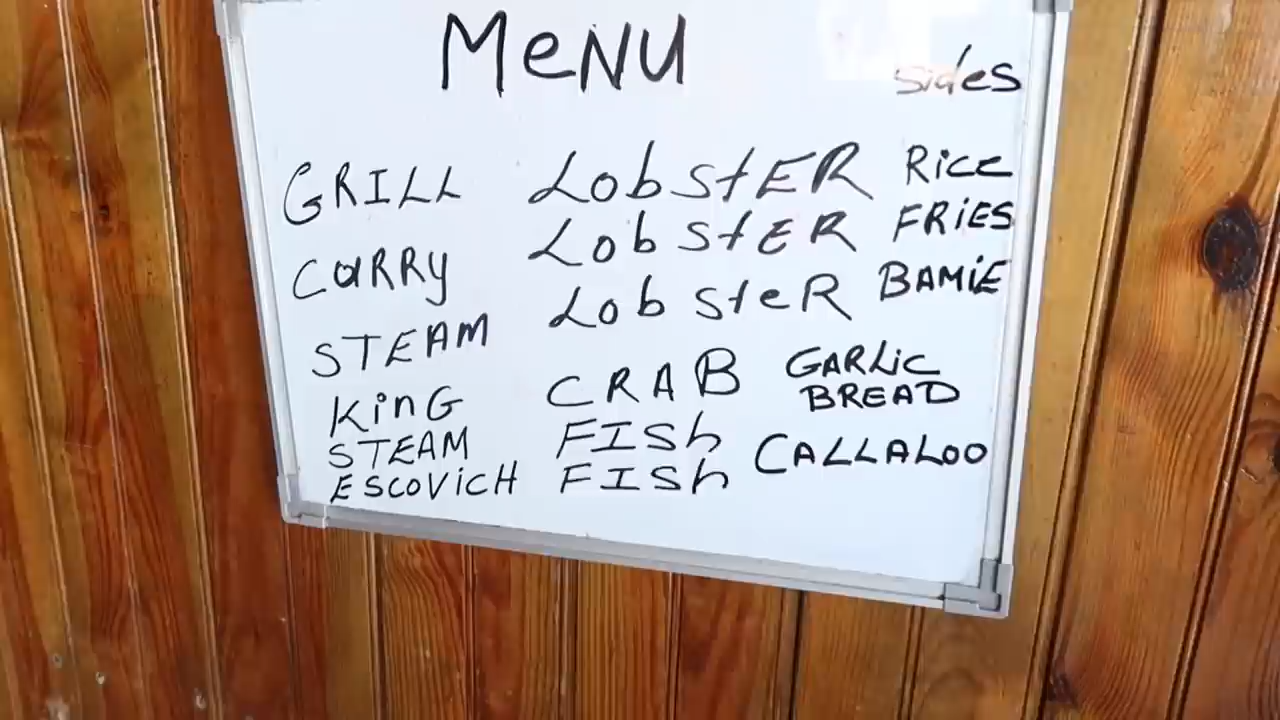 MeNU
sides
GRILL LobstER Rice
CURRY LobstER FRiES
STEAM LobsteR BAMiE
KinG CRAB GARLiC BREAD
STEAM FISh CALLALOO
ESCOViCH FISh